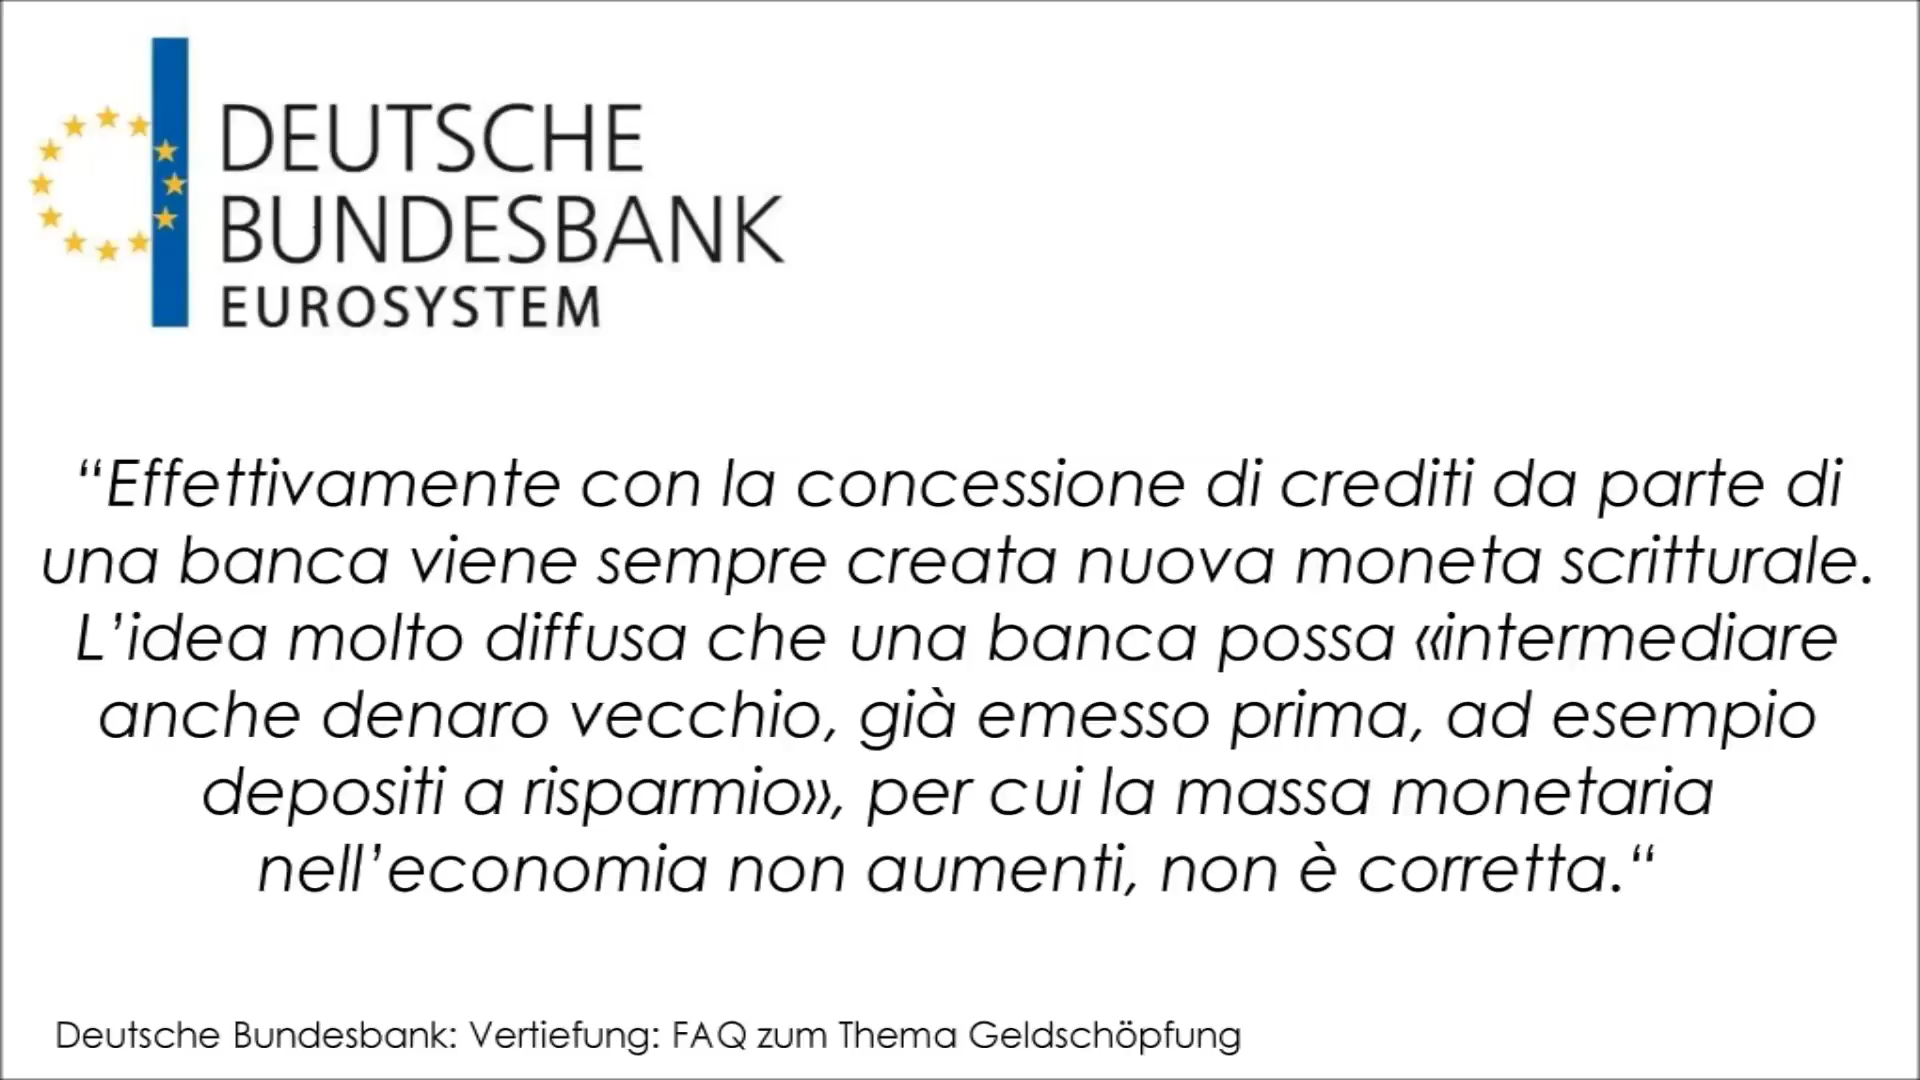 DEUTSCHE
BUNDESBANK
EUROSYSTEM
“Effettivamente con la concessione di crediti da parte di
una banca viene sempre creata nuova moneta scritturale.
L’idea molto diffusa che una banca possa «intermediare
anche denaro vecchio, già emesso prima, ad esempio
depositi a risparmio», per cui la massa monetaria
nell’economia non aumenti, non è corretta.“
Deutsche Bundesbank: Vertiefung: FAQ zum Thema Geldschöpfung